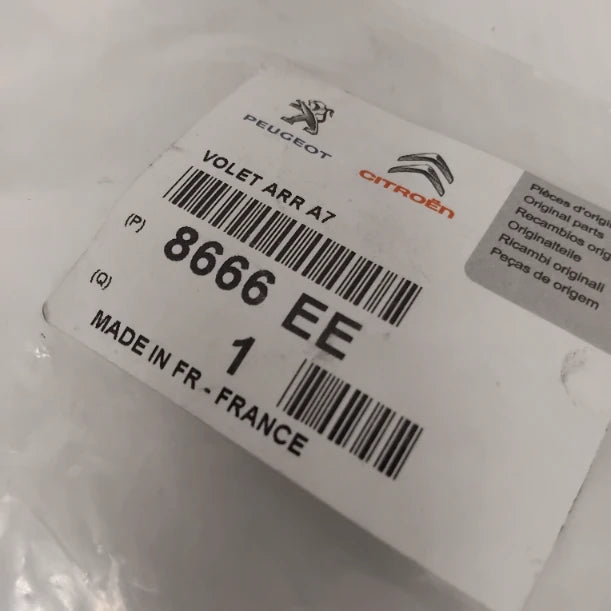 PEUGEOT
CITROËN
Pièces d'origi
Original parts
Recambios orig
Originalteile
Ricambi originali
Peças de origem
VOLET ARR A7
(P)
8666 EE
(Q)
1
MADE IN FR - FRANCE